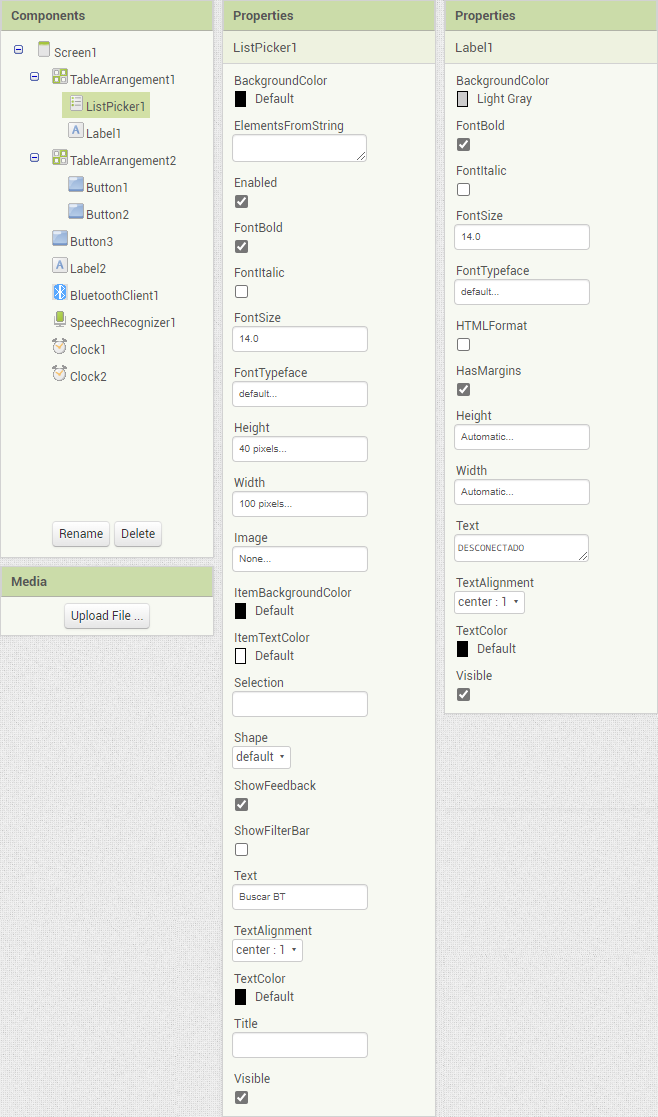 Components
Screen1
TableArrangement1
ListPicker1
Label1
TableArrangement2
Button1
Button2
Button3
Label2
BluetoothClient1
SpeechRecognizer1
Clock1
Clock2
Rename Delete
Media
Upload File ...
Properties
ListPicker1
BackgroundColor
Default
ElementsFromString
Enabled
FontBold
FontItalic
FontSize
14.0
FontTypeface
default...
Height
40 pixels...
Width
100 pixels...
Image
None...
ItemBackgroundColor
Default
ItemTextColor
Default
Selection
Shape
default
ShowFeedback
ShowFilterBar
Text
Buscar BT
TextAlignment
center : 1
TextColor
Default
Title
Visible
Properties
Label1
BackgroundColor
Light Gray
FontBold
FontItalic
FontSize
14.0
FontTypeface
default...
HTMLFormat
HasMargins
Height
Automatic...
Width
Automatic...
Text
DESCONECTADO
TextAlignment
center : 1
TextColor
Default
Visible